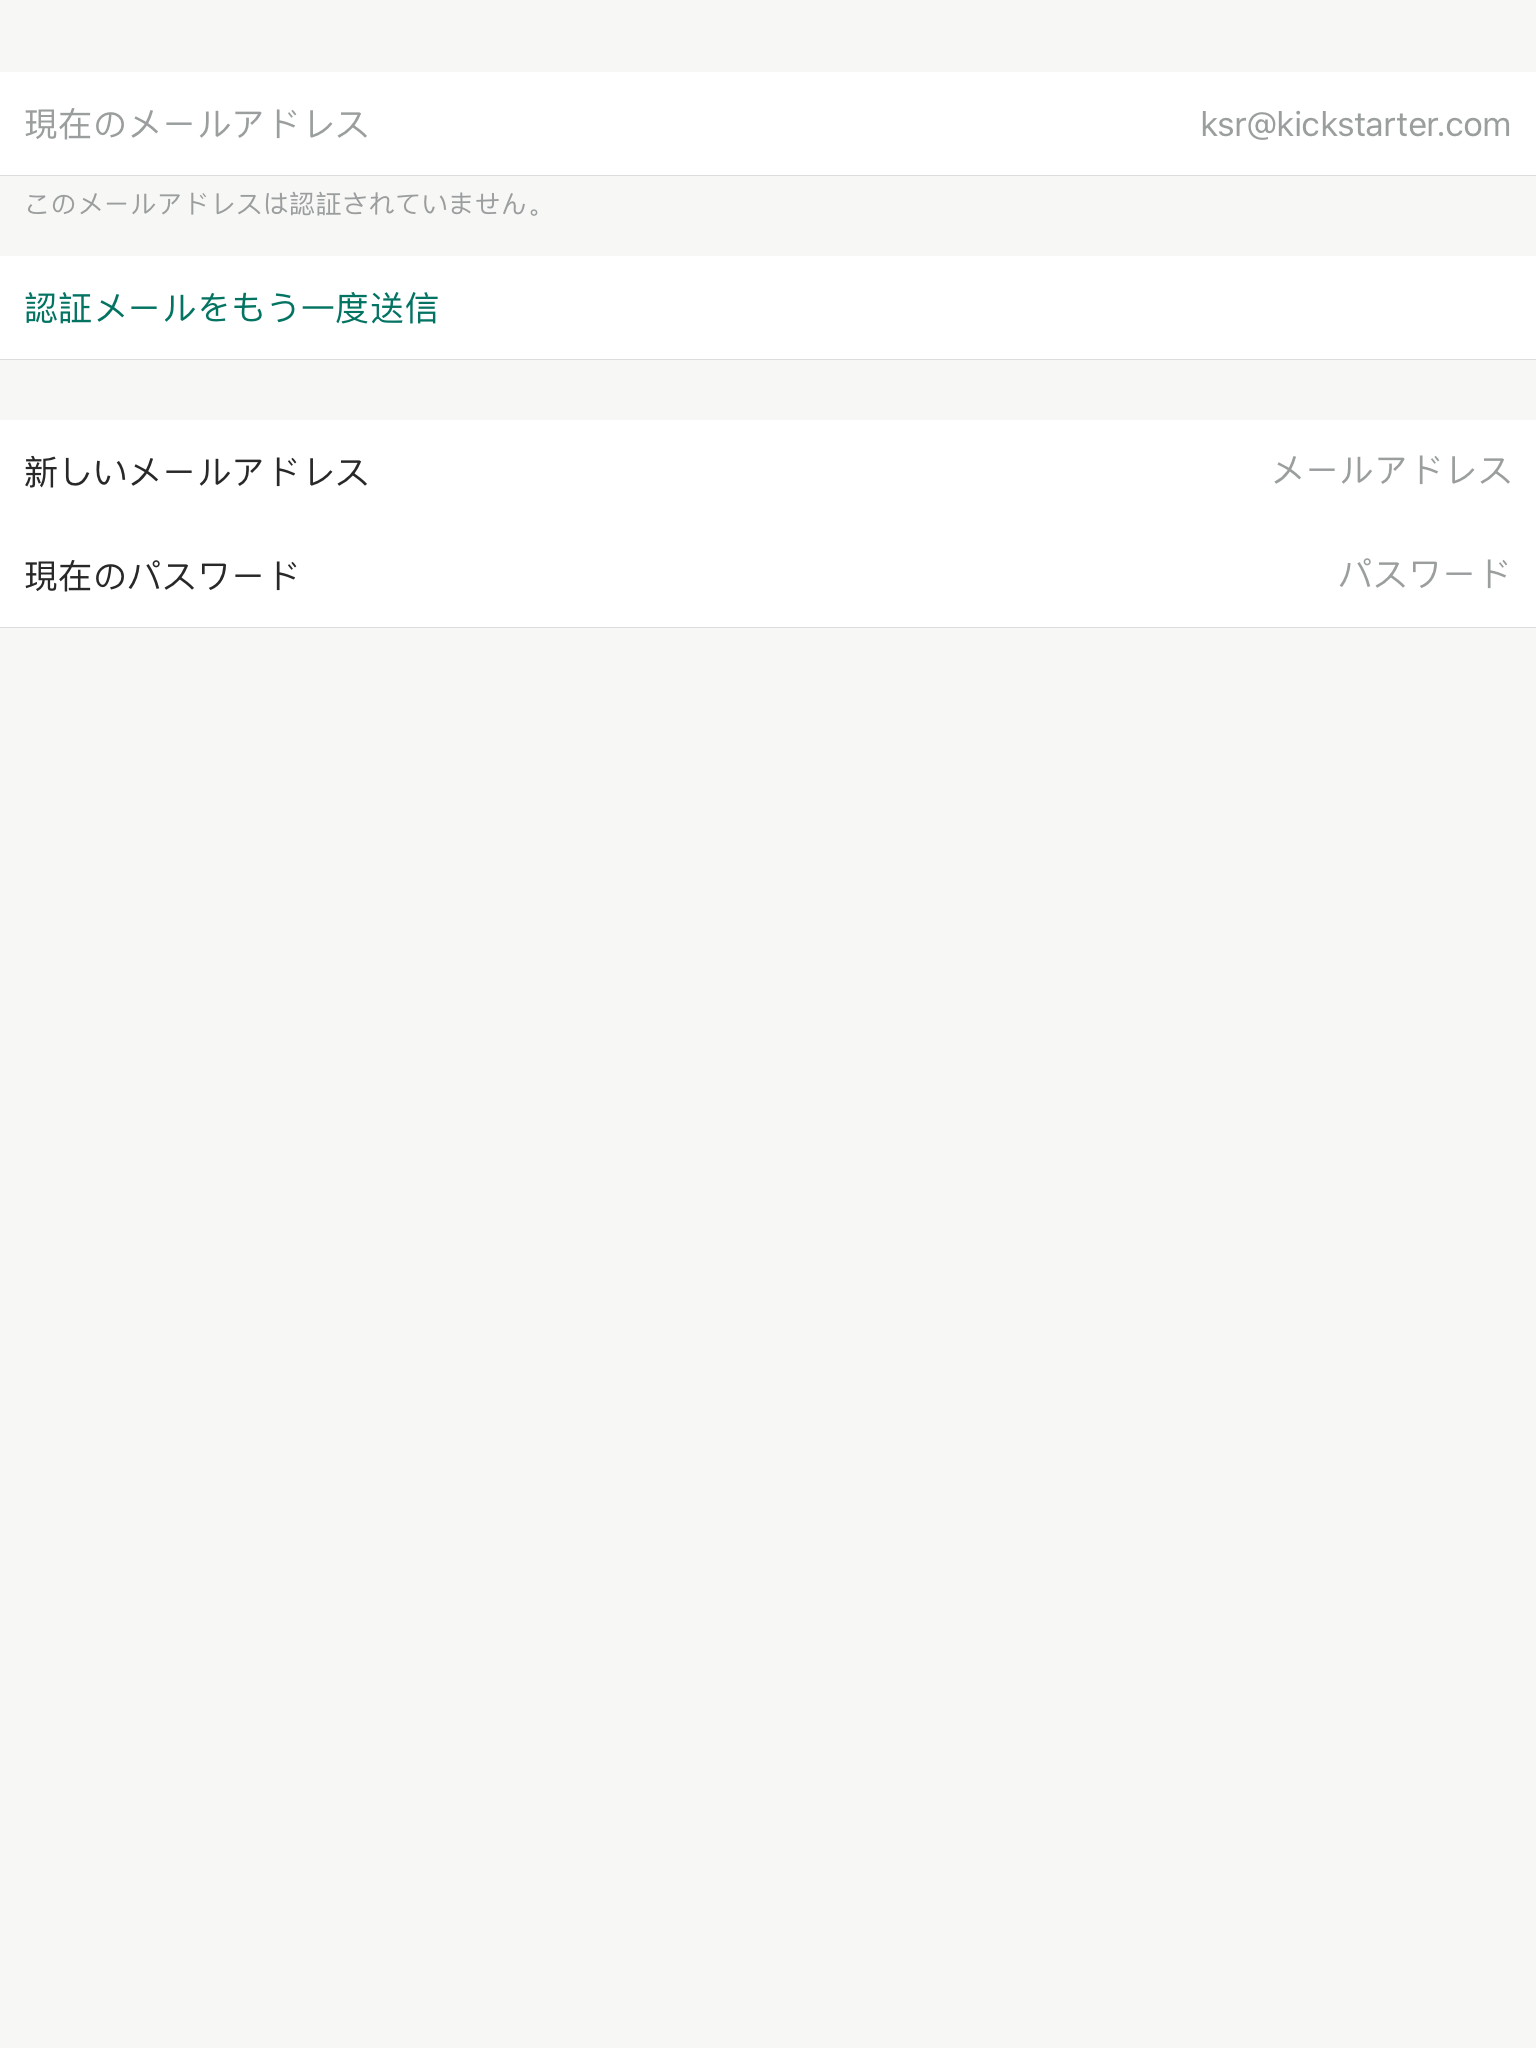 現在のメールアドレス ksr@kickstarter.com
このメールアドレスは認証されていません。
認証メールをもう一度送信
新しいメールアドレス メールアドレス
現在のパスワード パスワード